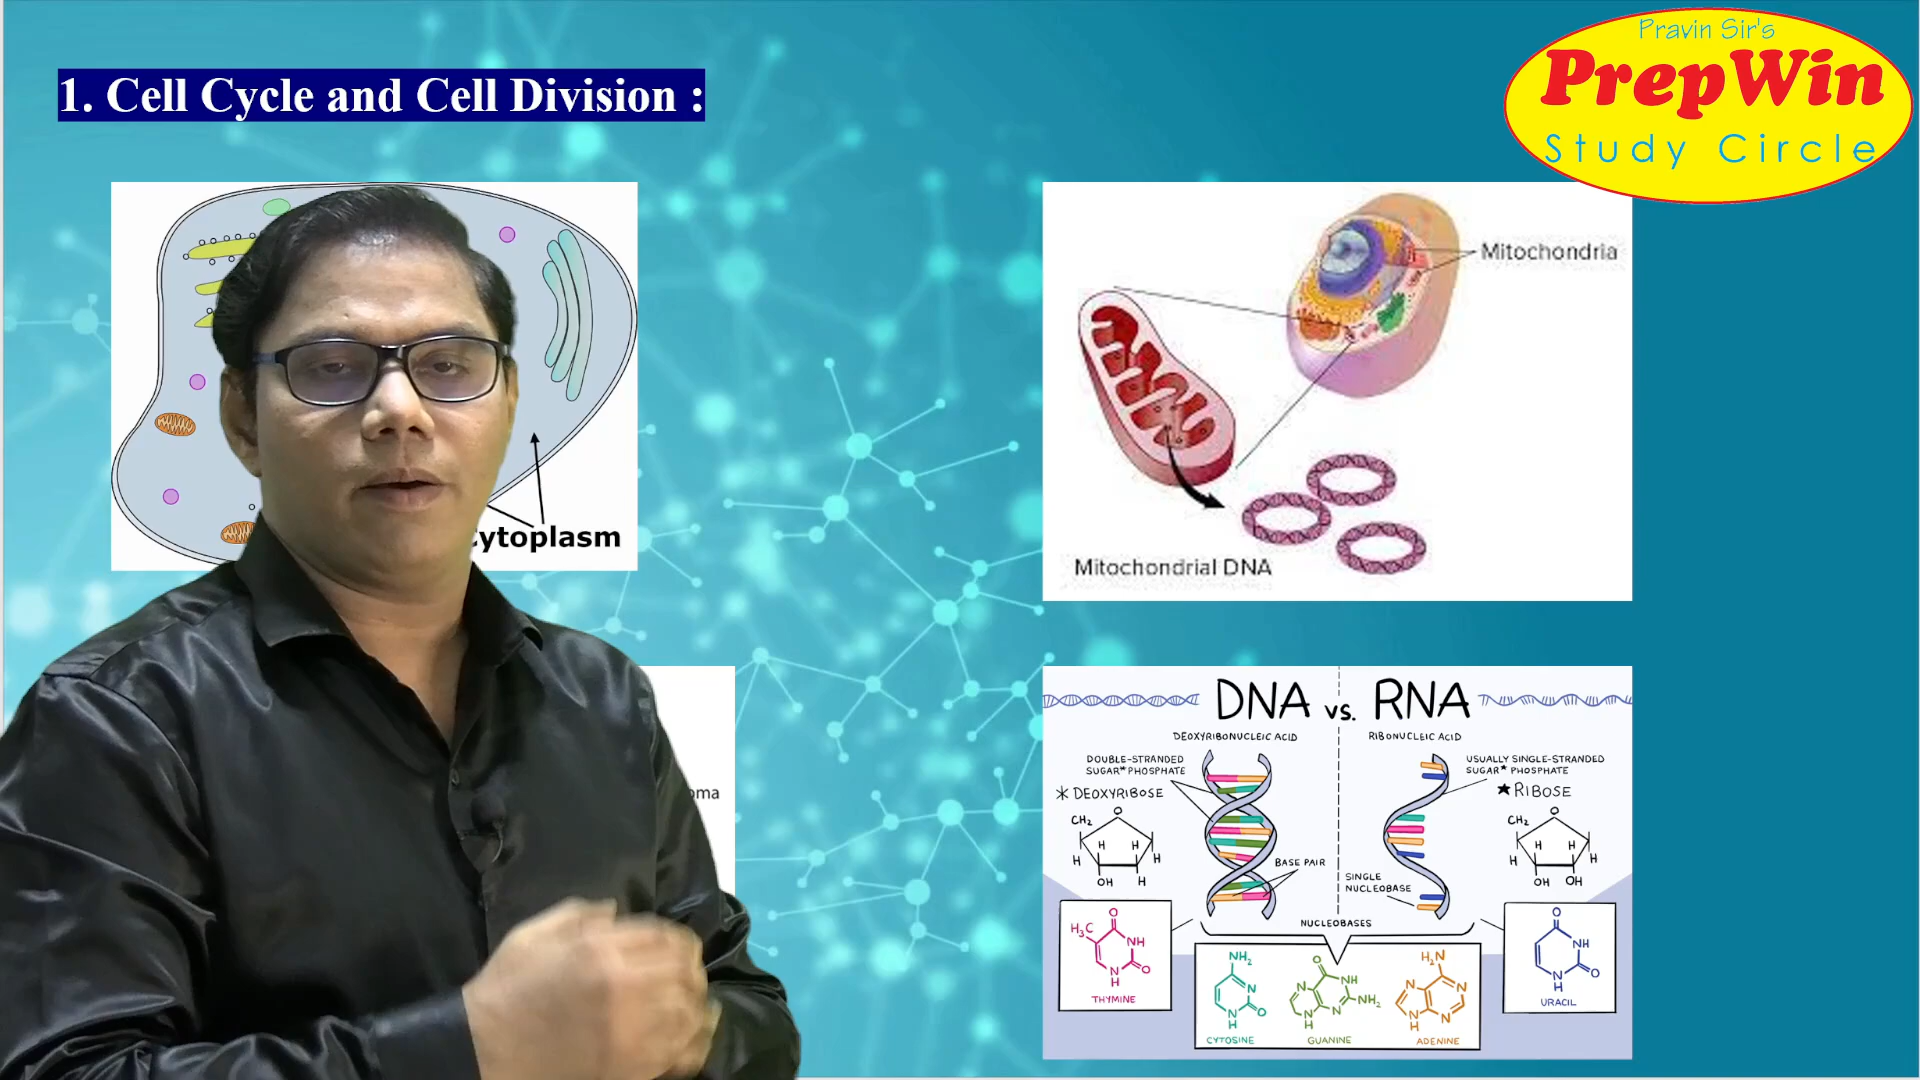 1. Cell Cycle and Cell Division :
Pravin Sir's
PrepWin
Study Circle
Mitochondria
Mitochondrial DNA
DNA vs. RNA
DEOXYRIBONUCLEIC ACID
RIBONUCLEIC ACID
DOUBLE-STRANDED
SUGAR* PHOSPHATE
USUALLY SINGLE-STRANDED
SUGAR* PHOSPHATE
* DEOXYRIBOSE
★ RIBOSE
O
CH₂
H H
H H
OH H
O
CH₂
H H
H H
OH OH
BASE PAIR
SINGLE
NUCLEOBASE
NUCLEOBASES
O
H₃C
NH
N
O
H
THYMINE
NH₂
N
N
O
H
CYTOSINE
O
N
NH
N
N
NH₂
H
GUANINE
H₂N
N
N
N
N
H
ADENINE
O
NH
N
O
H
URACIL